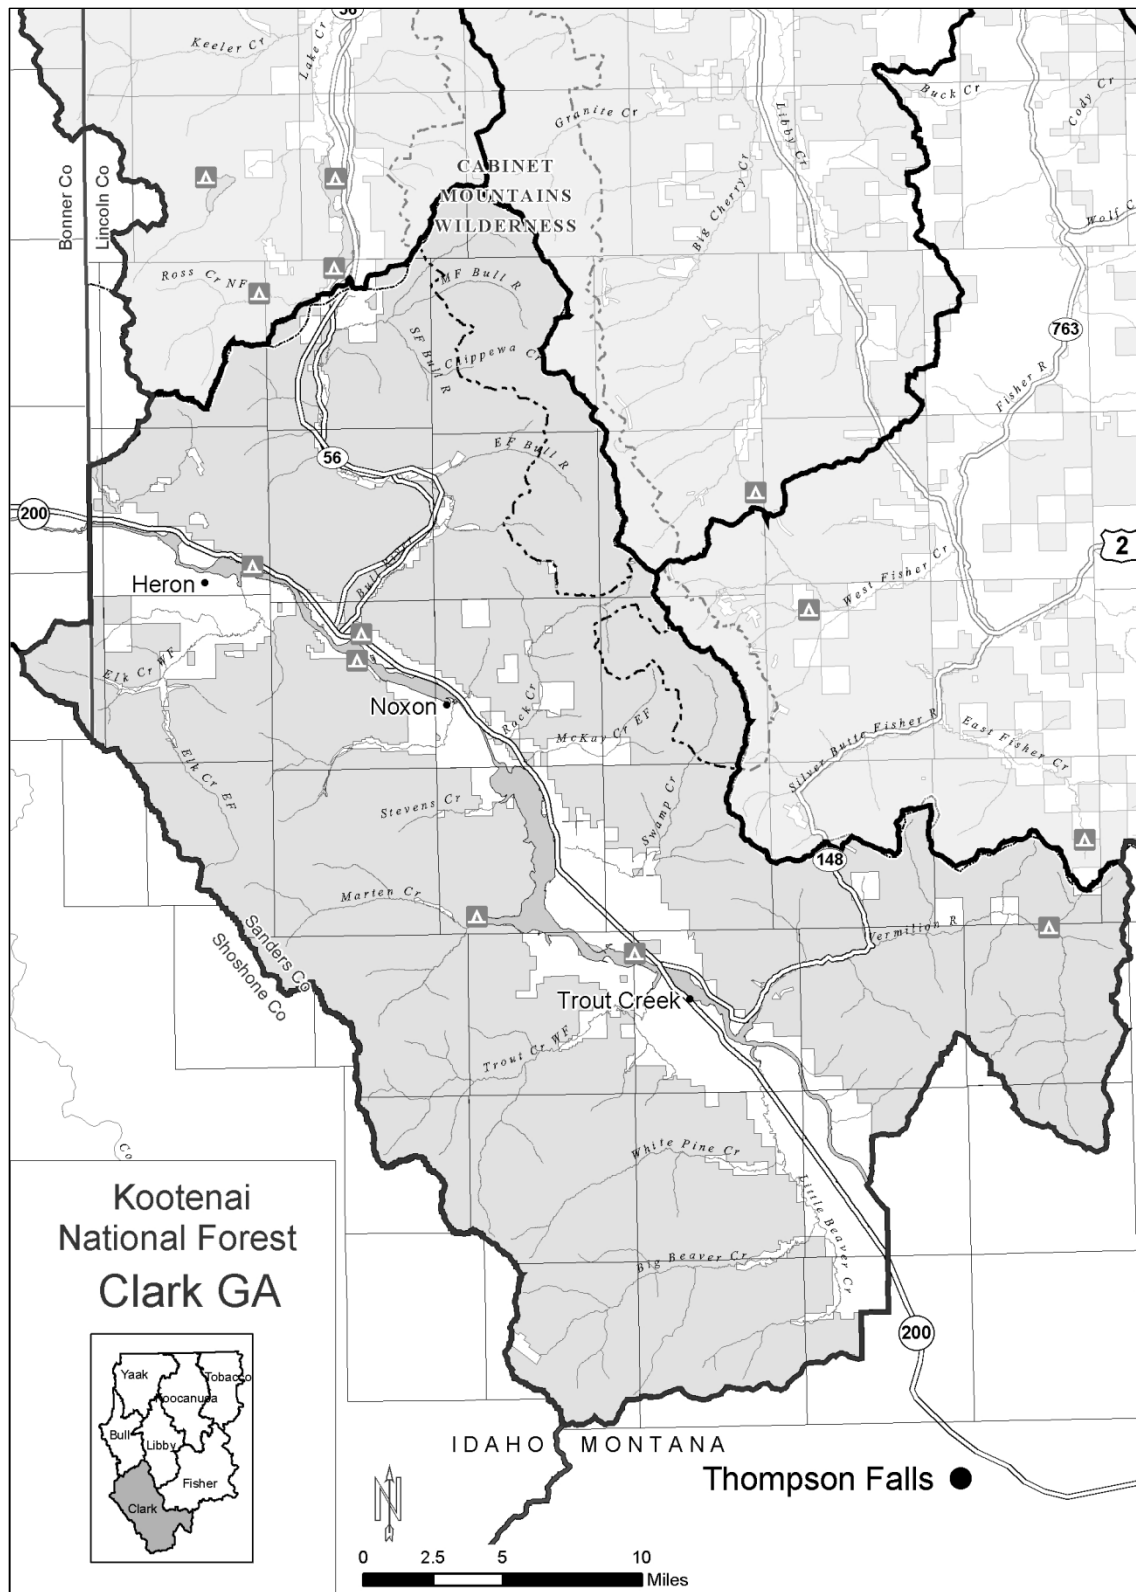 56
Keeler Cr
Lake Cr
Buck Cr
Cody Cr
Granite Cr
Libby Cr
CABINET
MOUNTAINS
WILDERNESS
Big Cherry Cr
Bonner Co
Lincoln Co
Wolf C
Ross Cr NF
MF Bull R
763
SF Bull R
Chippewa Cr
Fisher R
56
EF Bull R
200
2
Heron
Bull River
West Fisher Cr
Elk Cr WF
Noxon
Rock Cr
McKay Cr EF
Silver Butte Fisher R
East Fisher Cr
Elk Cr EF
Stevens Cr
Swamp Cr
148
Marten Cr
Vermilion R
Sanders Co
Shoshone Co
Trout Creek
Trout Cr WF
White Pine Cr
Co
Little Beaver Cr
Big Beaver Cr
Kootenai
National Forest
Clark GA
200
Yaak
Tobacco
Koocanusa
Bull
Libby
Fisher
Clark
IDAHO
MONTANA
Thompson Falls
N
0 2.5 5 10
Miles